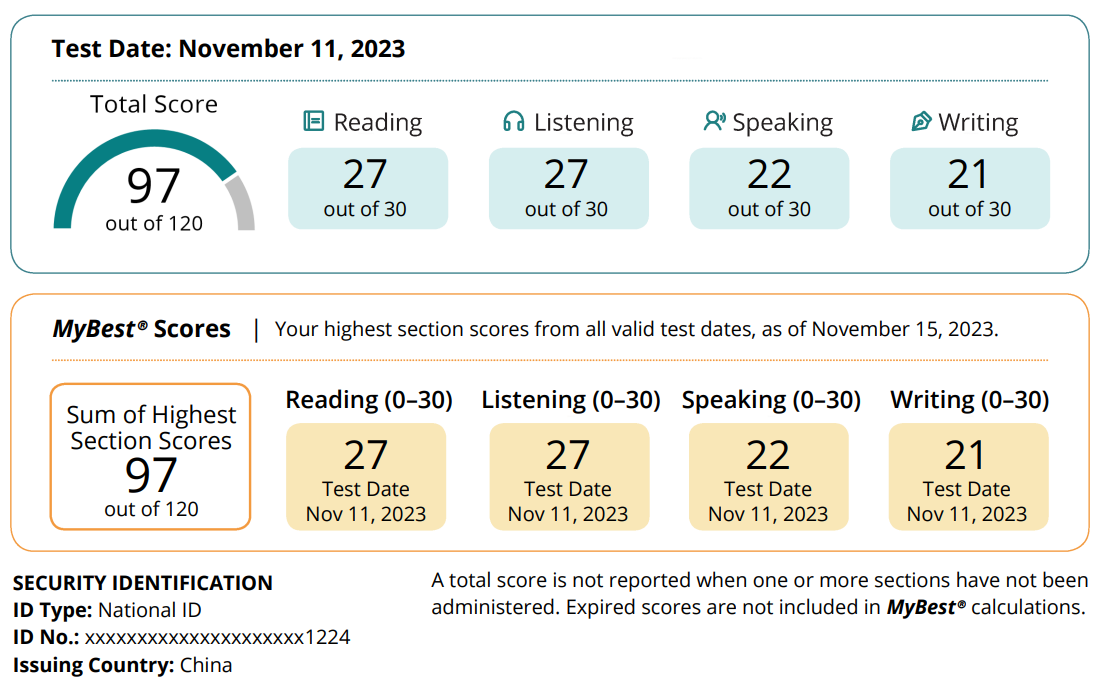 Test Date: November 11, 2023
Total Score
97
out of 120
Reading
27
out of 30
Listening
27
out of 30
Speaking
22
out of 30
Writing
21
out of 30
MyBest® Scores | Your highest section scores from all valid test dates, as of November 15, 2023.
Sum of Highest
Section Scores
97
out of 120
Reading (0–30)
27
Test Date
Nov 11, 2023
Listening (0–30)
27
Test Date
Nov 11, 2023
Speaking (0–30)
22
Test Date
Nov 11, 2023
Writing (0–30)
21
Test Date
Nov 11, 2023
SECURITY IDENTIFICATION
ID Type: National ID
ID No.: xxxxxxxxxxxxxxxxxxxxx1224
Issuing Country: China
A total score is not reported when one or more sections have not been
administered. Expired scores are not included in MyBest® calculations.